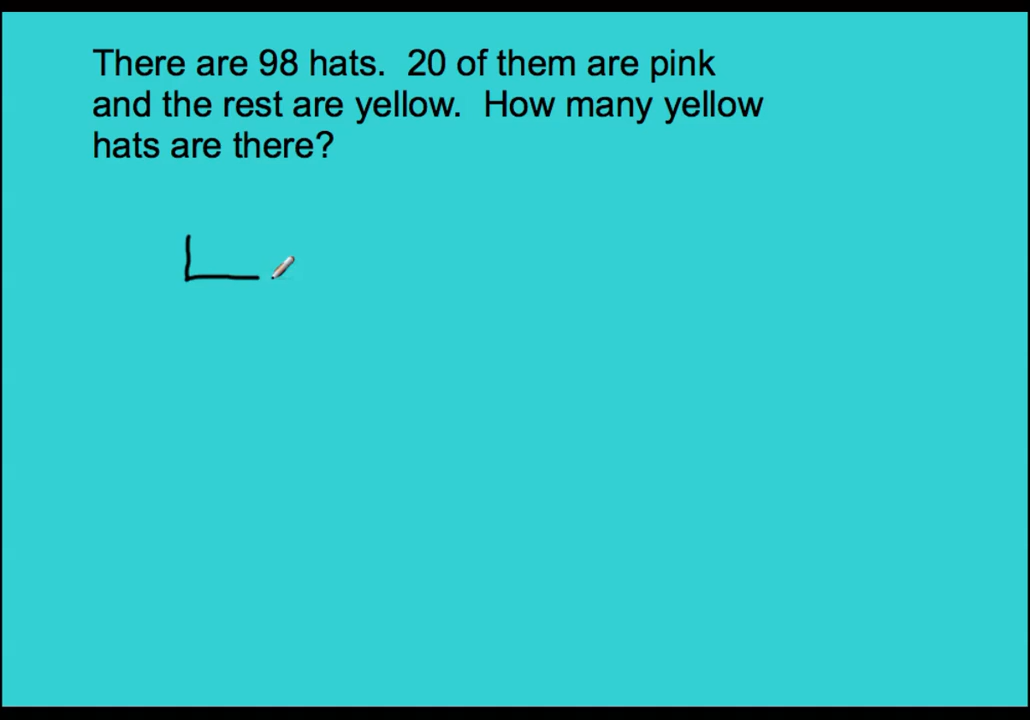 There are 98 hats.  20 of them are pink
and the rest are yellow.  How many yellow
hats are there?